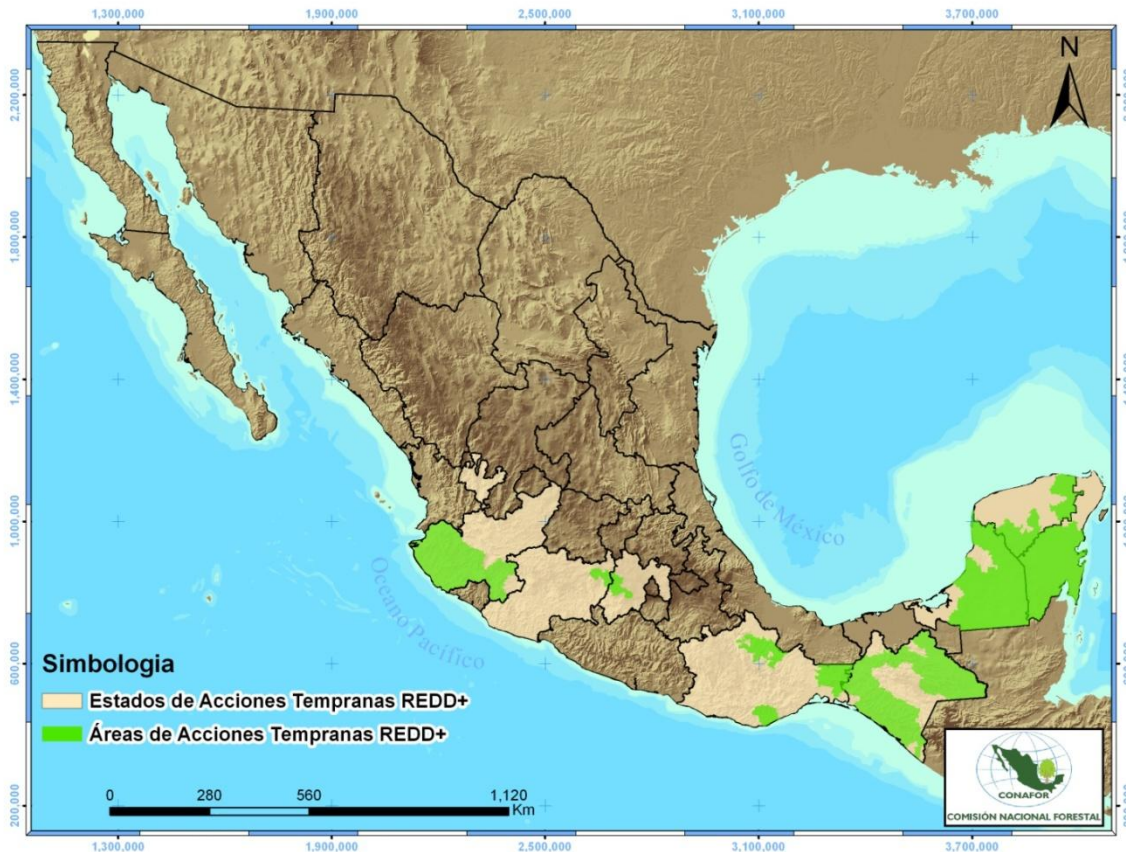 1,300,000 1,900,000 2,500,000 3,100,000 3,700,000
N
2,200,000
1,800,000
1,400,000
1,000,000
600,000
200,000
Golfo de México
Oceano Pacífico
Simbologia
Estados de Acciones Tempranas REDD+
Áreas de Acciones Tempranas REDD+
0 280 560 1,120
Km
CONAFOR
COMISIÓN NACIONAL FORESTAL
1,300,000 1,900,000 2,500,000 3,100,000 3,700,000